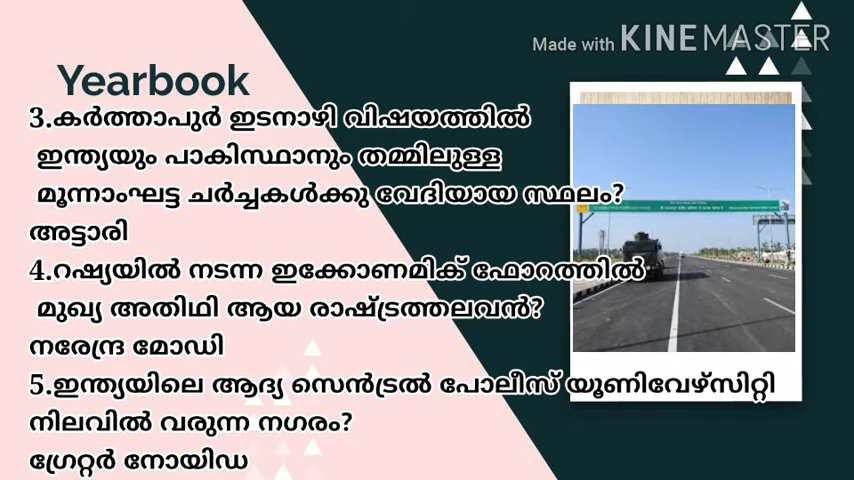 Made with KINEMASTER
Yearbook
3.കർത്താപുർ ഇടനാഴി വിഷയത്തിൽ
ഇന്ത്യയും പാകിസ്ഥാനും തമ്മിലുള്ള
മൂന്നാംഘട്ട ചർച്ചകൾക്കു വേദിയായ സ്ഥലം?
അട്ടാരി
4.റഷ്യയിൽ നടന്ന ഇക്കോണമിക് ഫോറത്തിൽ
മുഖ്യ അതിഥി ആയ രാഷ്ട്രത്തലവൻ?
നരേന്ദ്ര മോഡി
5.ഇന്ത്യയിലെ ആദ്യ സെൻട്രൽ പോലീസ് യൂണിവേഴ്സിറ്റി
നിലവിൽ വരുന്ന നഗരം?
ഗ്രേറ്റർ നോയിഡ